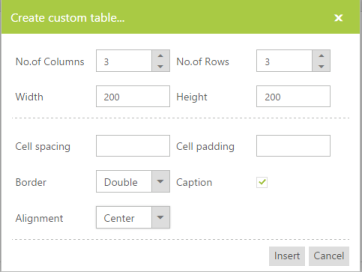 Create custom table... ×
No.of Columns 3 No.of Rows 3
Width 200 Height 200
Cell spacing Cell padding
Border Double Caption
Alignment Center
Insert Cancel